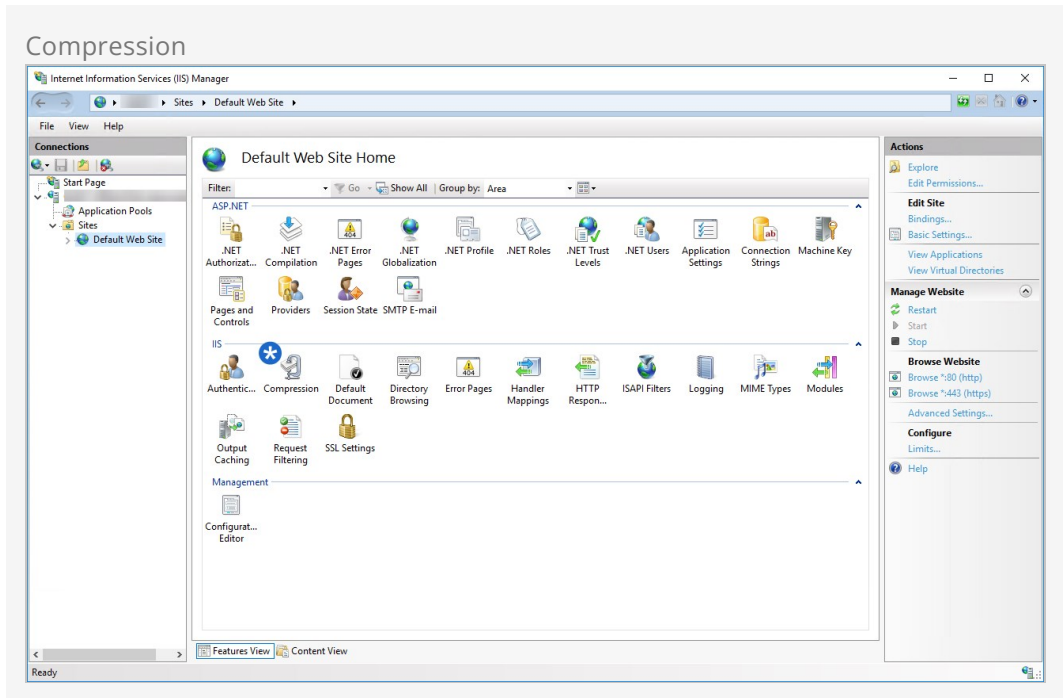 Compression
Internet Information Services (IIS) Manager
Sites
Default Web Site
File View Help
Connections
Start Page
Application Pools
Sites
Default Web Site
Default Web Site Home
Filter: Go Show All Group by: Area
ASP.NET
.NET Authorizat...
.NET Compilation
.NET Error Pages
.NET Globalization
.NET Profile
.NET Roles
.NET Trust Levels
.NET Users
Application Settings
Connection Strings
Machine Key
Pages and Controls
Providers
Session State
SMTP E-mail
IIS
Authentic...
Compression
Default Document
Directory Browsing
Error Pages
Handler Mappings
HTTP Respon...
ISAPI Filters
Logging
MIME Types
Modules
Output Caching
Request Filtering
SSL Settings
Management
Configurat... Editor
Features View Content View
Ready
Actions
Explore
Edit Permissions...
Edit Site
Bindings...
Basic Settings...
View Applications
View Virtual Directories
Manage Website
Restart
Start
Stop
Browse Website
Browse *:80 (http)
Browse *:443 (https)
Advanced Settings...
Configure
Limits...
Help